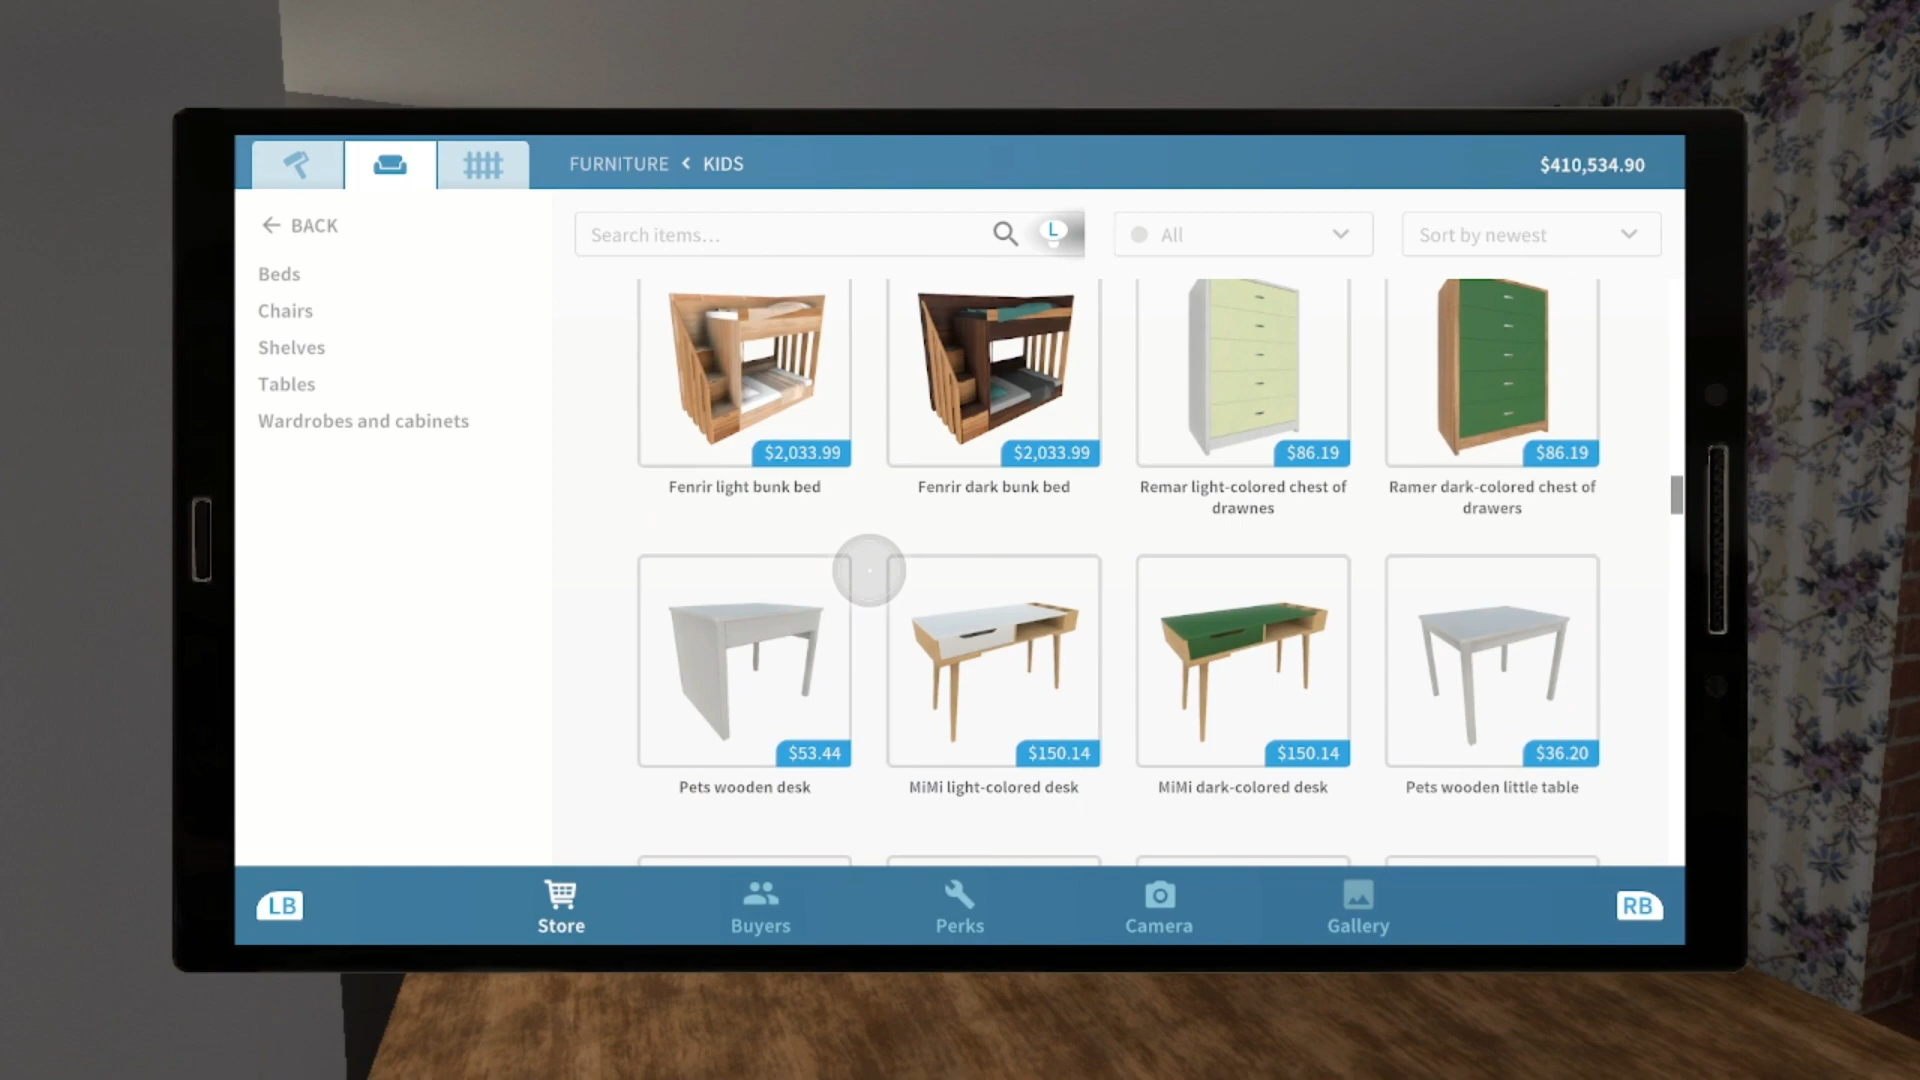 FURNITURE < KIDS
$410,534.90
BACK
Search items...
L
All
Sort by newest
Beds
Chairs
Shelves
Tables
Wardrobes and cabinets
$2,033.99
$2,033.99
$86.19
$86.19
Fenrir light bunk bed
Fenrir dark bunk bed
Remar light-colored chest of
drawnes
Ramer dark-colored chest of
drawers
$53.44
$150.14
$150.14
$36.20
Pets wooden desk
MiMi light-colored desk
MiMi dark-colored desk
Pets wooden little table
LB
Store
Buyers
Perks
Camera
Gallery
RB